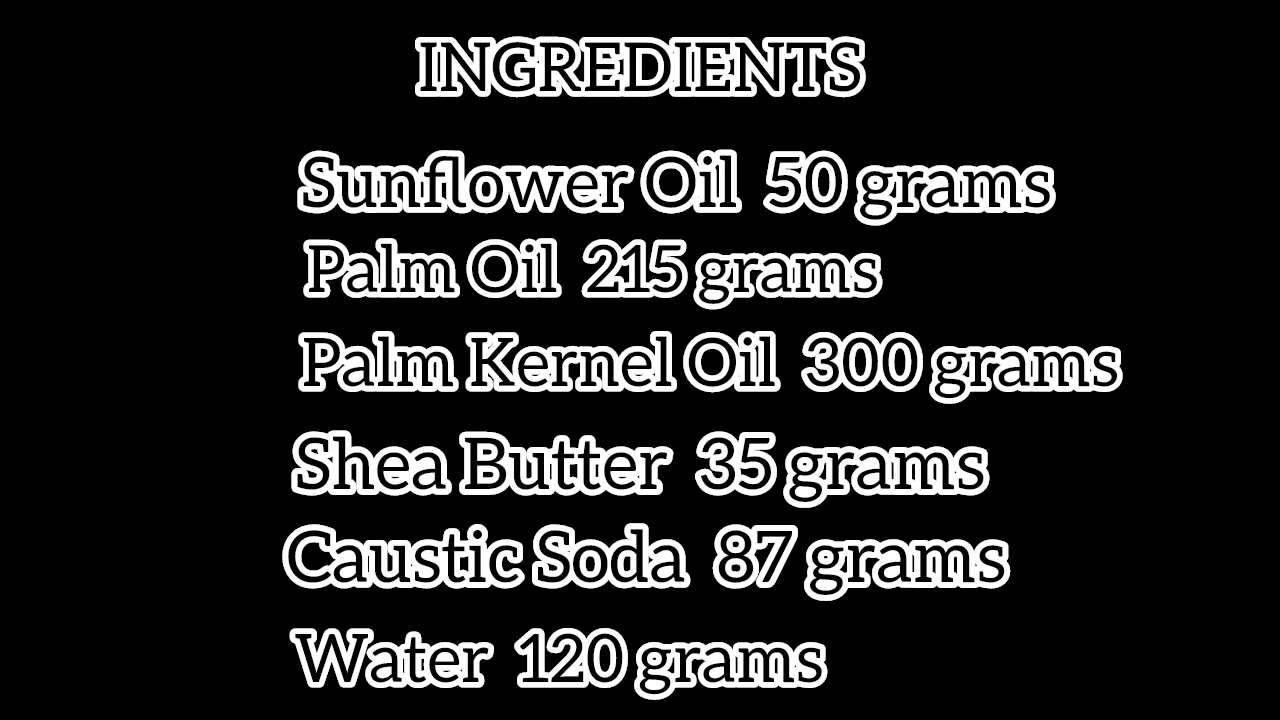 INGREDIENTS
Sunflower Oil 50 grams
Palm Oil 215 grams
Palm Kernel Oil 300 grams
Shea Butter 35 grams
Caustic Soda 87 grams
Water 120 grams